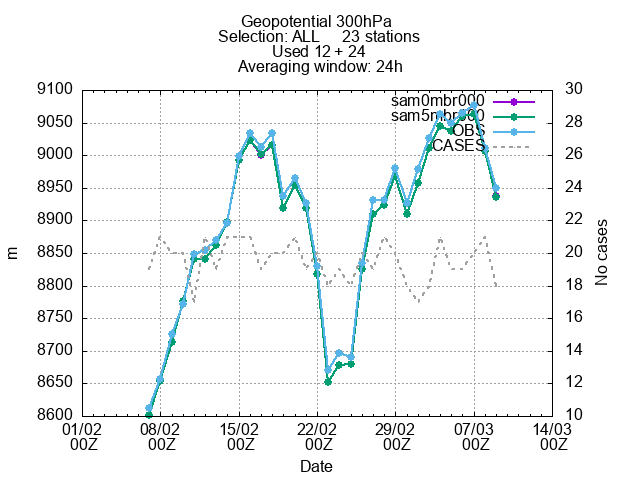 Geopotential 300hPa
Selection: ALL 23 stations
Used 12 + 24
Averaging window: 24h
9100
9050
9000
8950
8900
8850
8800
8750
8700
8650
8600
m
30
28
26
24
22
20
18
16
14
12
10
No cases
sam0mbr000
sam5mbr000
OBS
CASES
01/02 08/02 15/02 22/02 29/02 07/03 14/03
00Z 00Z 00Z 00Z 00Z 00Z 00Z
Date